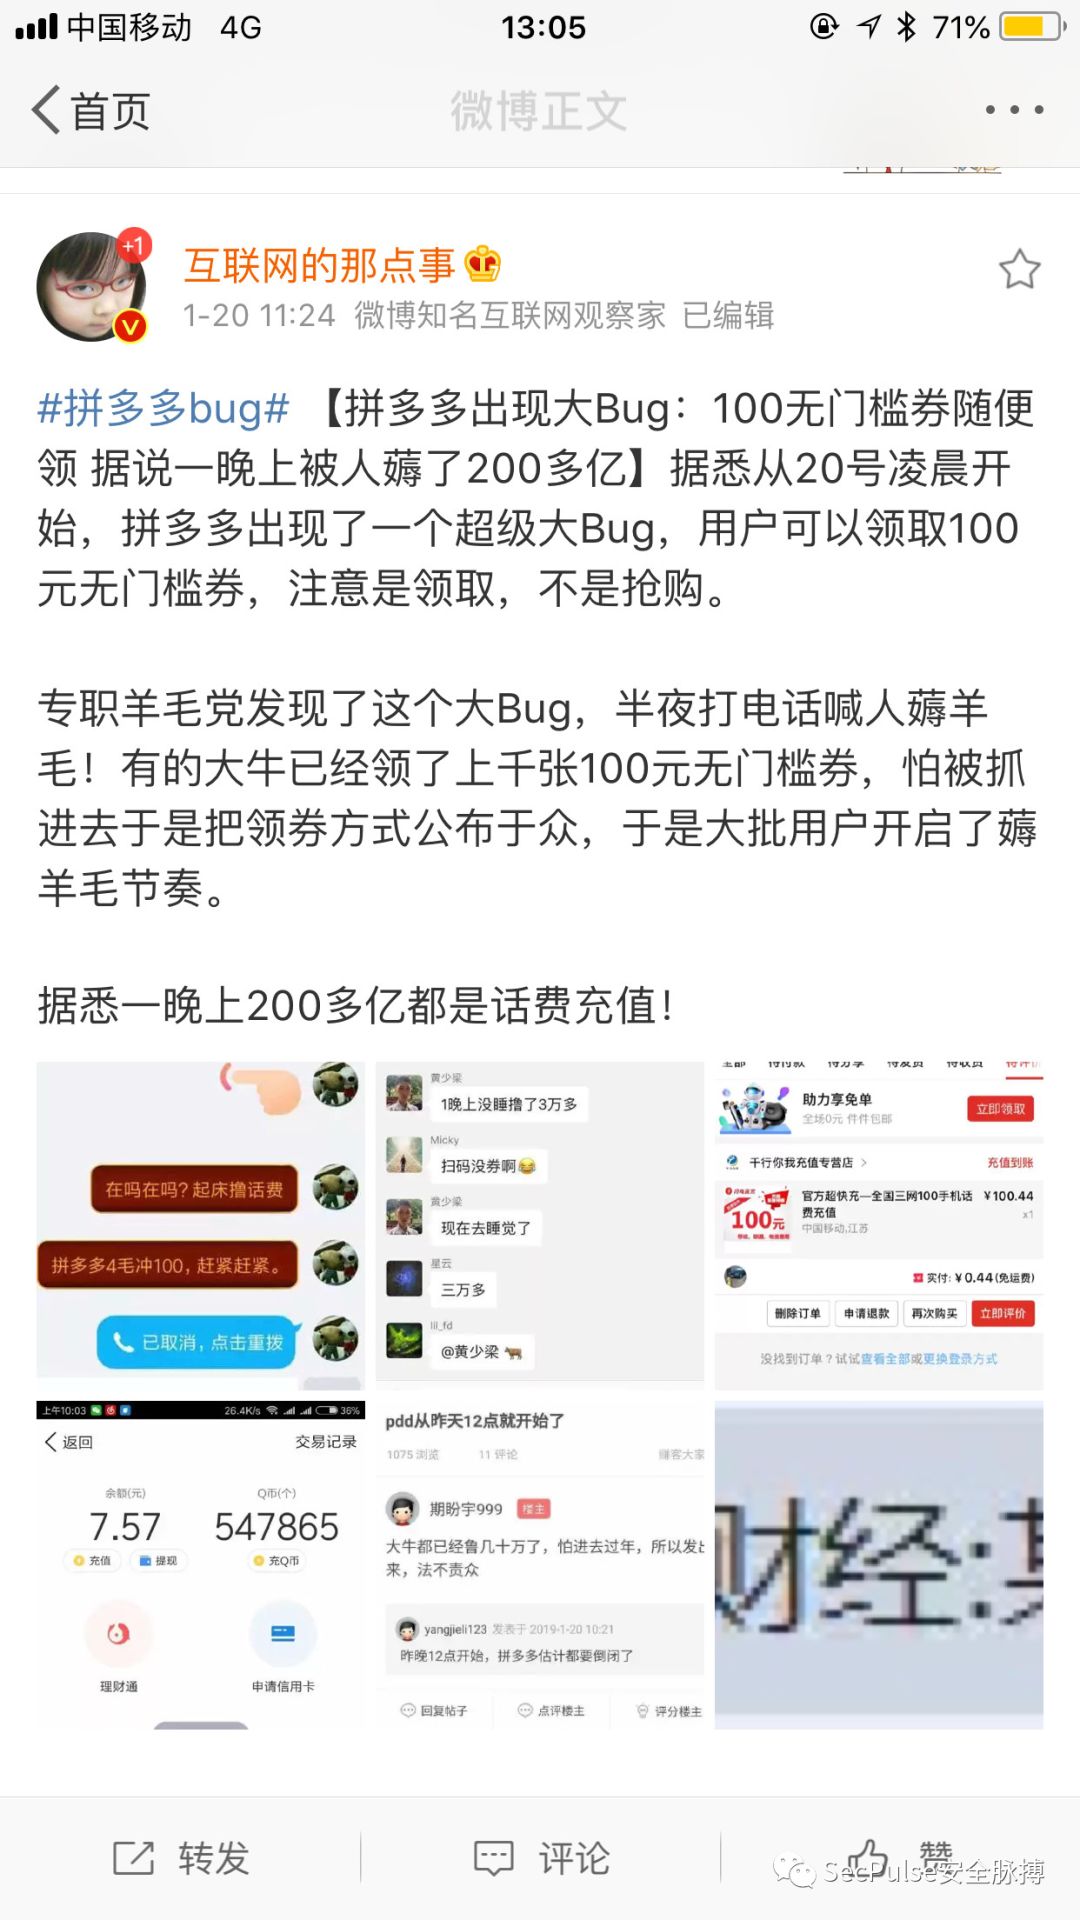 中国移动 4G 13:05 71%
首页 微博正文
+1
互联网的那点事
1-20 11:24 微博知名互联网观察家 已编辑
#拼多多bug# 【拼多多出现大Bug：100无门槛券随便
领 据说一晚上被人薅了200多亿】据悉从20号凌晨开
始，拼多多出现了一个超级大Bug，用户可以领取100
元无门槛券，注意是领取，不是抢购。
专职羊毛党发现了这个大Bug，半夜打电话喊人薅羊
毛！有的大牛已经领了上千张100元无门槛券，怕被抓
进去于是把领券方式公布于众，于是大批用户开启了薅
羊毛节奏。
据悉一晚上200多亿都是话费充值！
在吗在吗？起床撸话费
拼多多4毛冲100，赶紧赶紧。
已取消，点击重拨
黄少梁
1晚上没睡撸了3万多
Micky
扫码没券啊
黄少梁
现在去睡觉了
星云
三万多
lil_fd
@黄少梁
全部 待付款 待分享 待发货 待收货 待评价
助力享免单
全场0元 件件包邮
立即领取
千行你我充值专营店
充值到账
官方超快充—全国三网100手机话 ¥100.44
费充值 x1
中国移动,江苏
100元
实付: ¥0.44(免运费)
删除订单 申请退款 再次购买 立即评价
没找到订单？试试查看全部或更换登录方式
上午10:03 26.4K/s 36%
返回 交易记录
余额(元) Q币(个)
7.57 547865
充值 提现 充Q币
理财通 申请信用卡
pdd从昨天12点就开始了
1075 浏览 11 评论 赚客大家
期盼宇999 楼主
大牛都已经鲁几十万了，怕进去过年，所以发出
来，法不责众
yangjieli123 发表于 2019-1-20 10:21
昨晚12点开始，拼多多估计都要倒闭了
回复帖子 点评楼主 评分楼主
财经:
转发 评论 赞
SecPulse安全脉搏